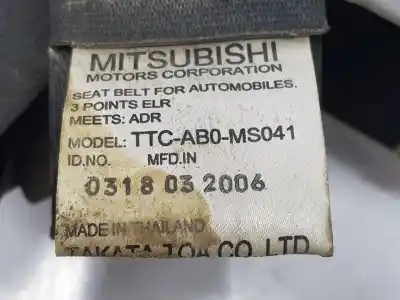 MITSUBISHI
MOTORS CORPORATION
SEAT BELT FOR AUTOMOBILES.
3 POINTS ELR
MEETS: ADR
MODEL: TTC-AB0-MS041
ID.NO. MFD.IN
0318 03 2006
MADE IN THAILAND
TAKATA TOA CO.,LTD.